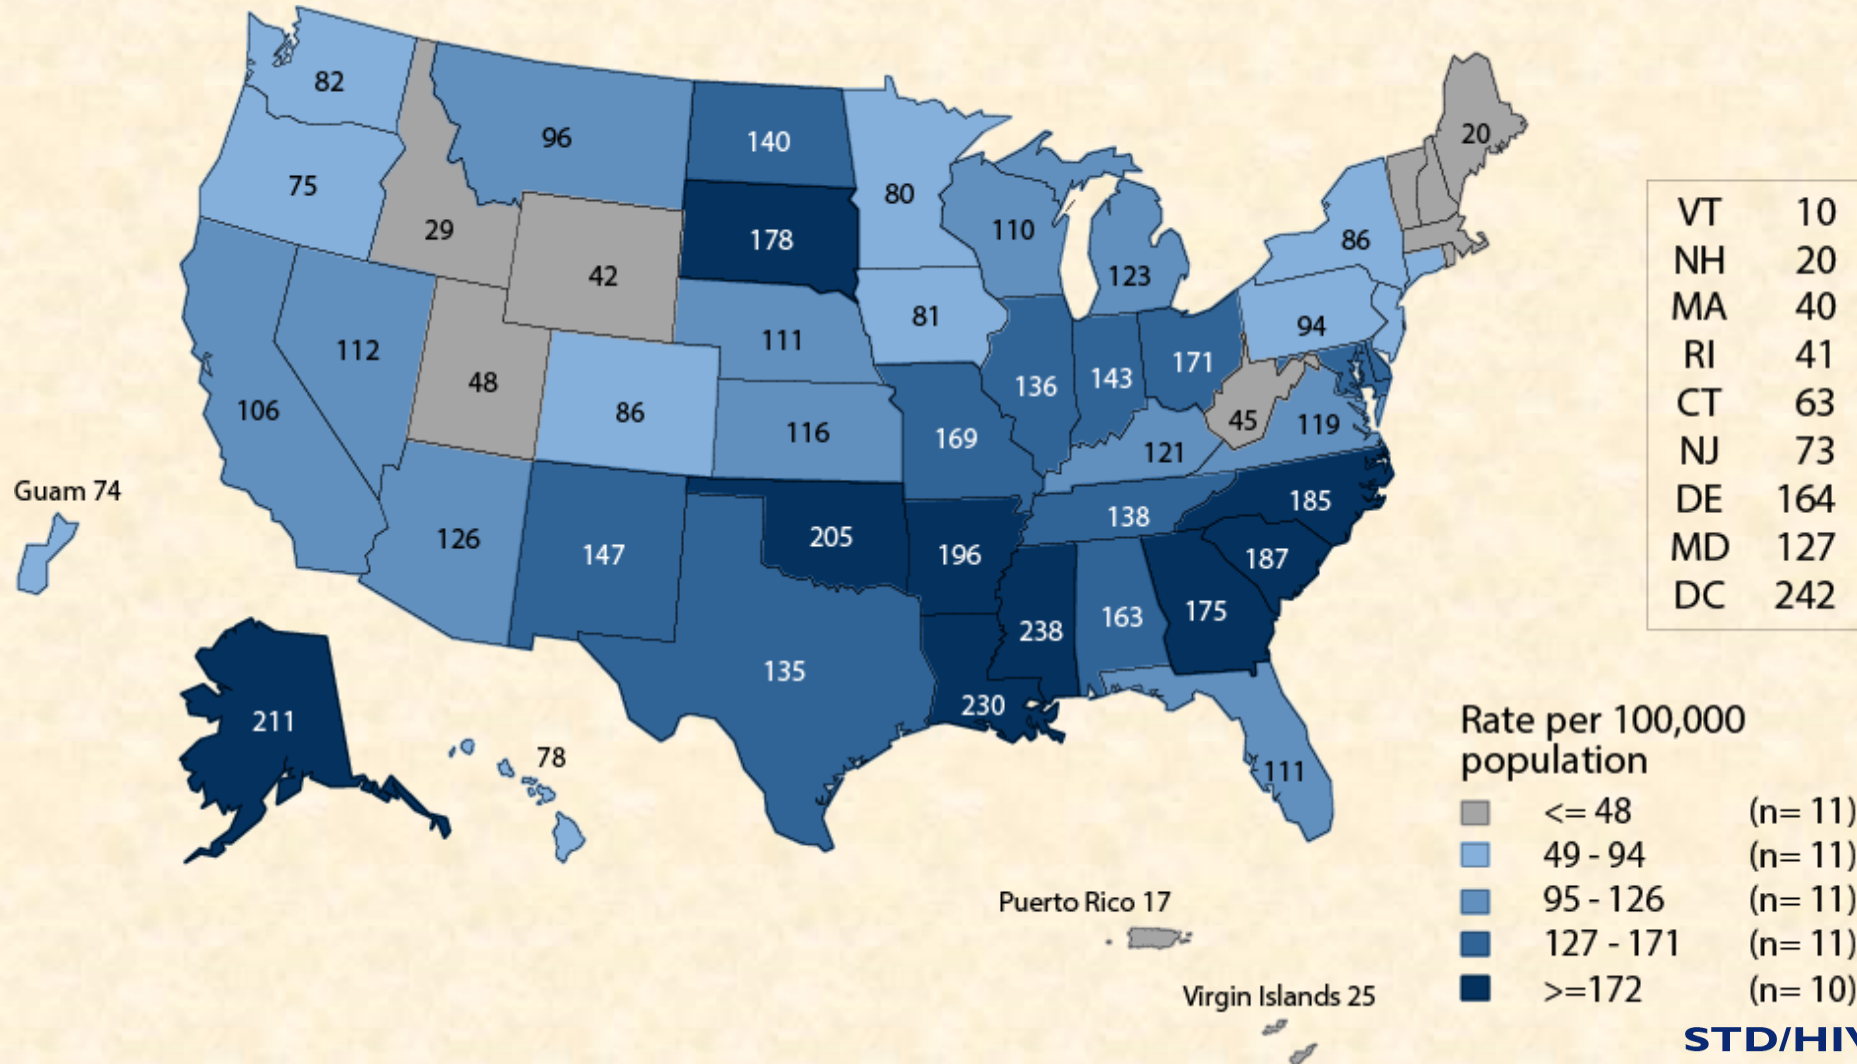 82
96
140
20
75
80
29
178
110
86
42
123
VT 10
NH 20
MA 40
RI 41
CT 63
NJ 73
DE 164
MD 127
DC 242
112
48
111
81
94
106
86
116
136
143
171
169
45
119
121
Guam 74
126
147
205
196
138
185
187
238
163
175
135
230
211
78
111
Rate per 100,000
population
<= 48 (n= 11)
49 - 94 (n= 11)
95 - 126 (n= 11)
127 - 171 (n= 11)
>=172 (n= 10)
Puerto Rico 17
Virgin Islands 25
STD/HIV